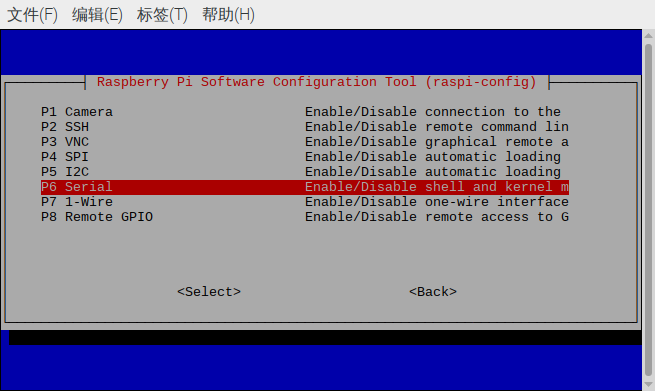 文件(F) 编辑(E) 标签(T) 帮助(H)
Raspberry Pi Software Configuration Tool (raspi-config)
P1 Camera Enable/Disable connection to the
P2 SSH Enable/Disable remote command lin
P3 VNC Enable/Disable graphical remote a
P4 SPI Enable/Disable automatic loading
P5 I2C Enable/Disable automatic loading
P6 Serial Enable/Disable shell and kernel m
P7 1-Wire Enable/Disable one-wire interface
P8 Remote GPIO Enable/Disable remote access to G
<Select> <Back>